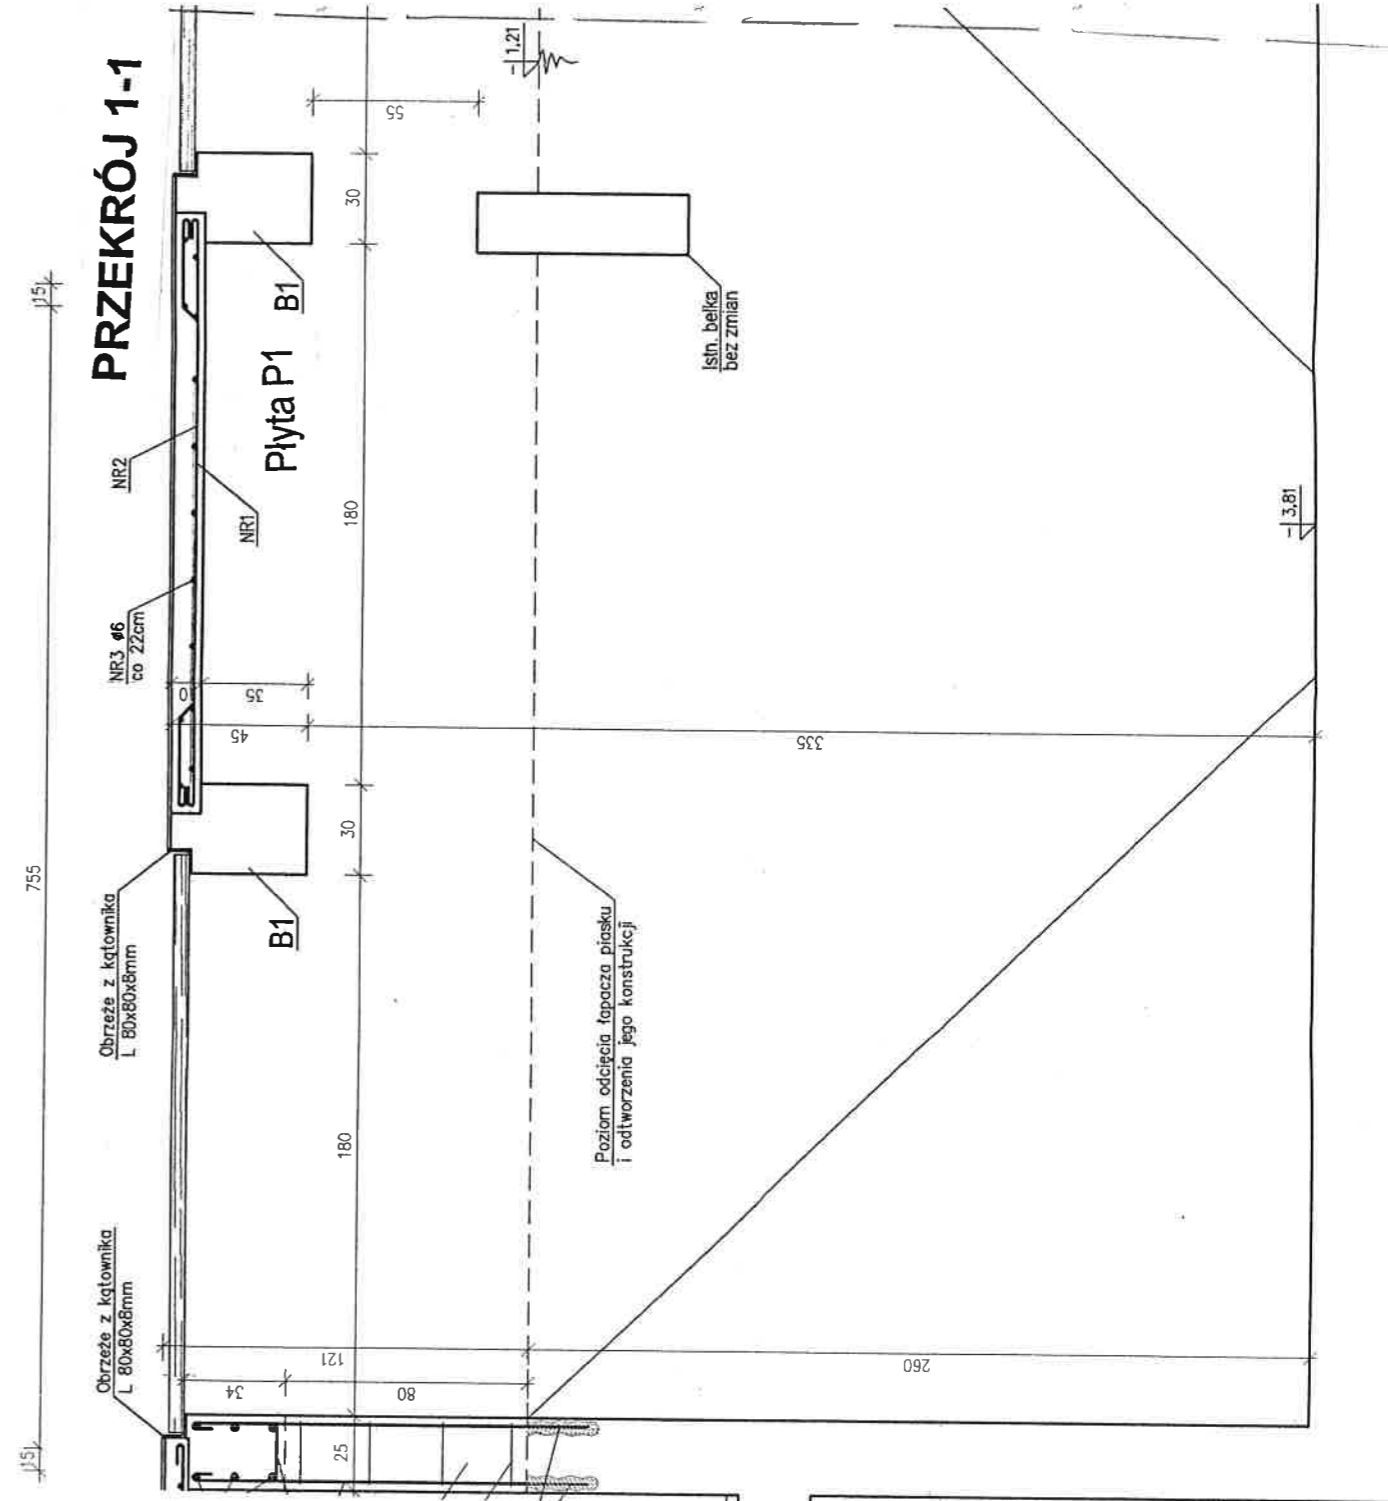 PRZEKRÓJ 1-1
15
755
15
-1,21
55
30
180
30
180
25
B1
Płyta P1
NR2
NR1
NR3 ø6
co 22cm
0
35
45
335
B1
Istn. belka
bez zmian
-3,81
Obrzeże z kątownika
L 80x80x8mm
Poziom odcięcia łapacza piasku
i odtworzenia jego konstrukcji
Obrzeże z kątownika
L 80x80x8mm
121
34
80
260